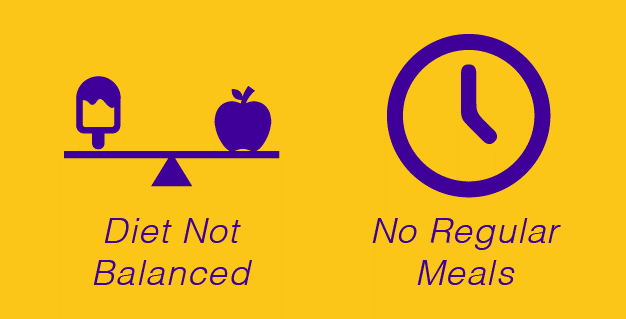 Diet Not
Balanced
No Regular
Meals